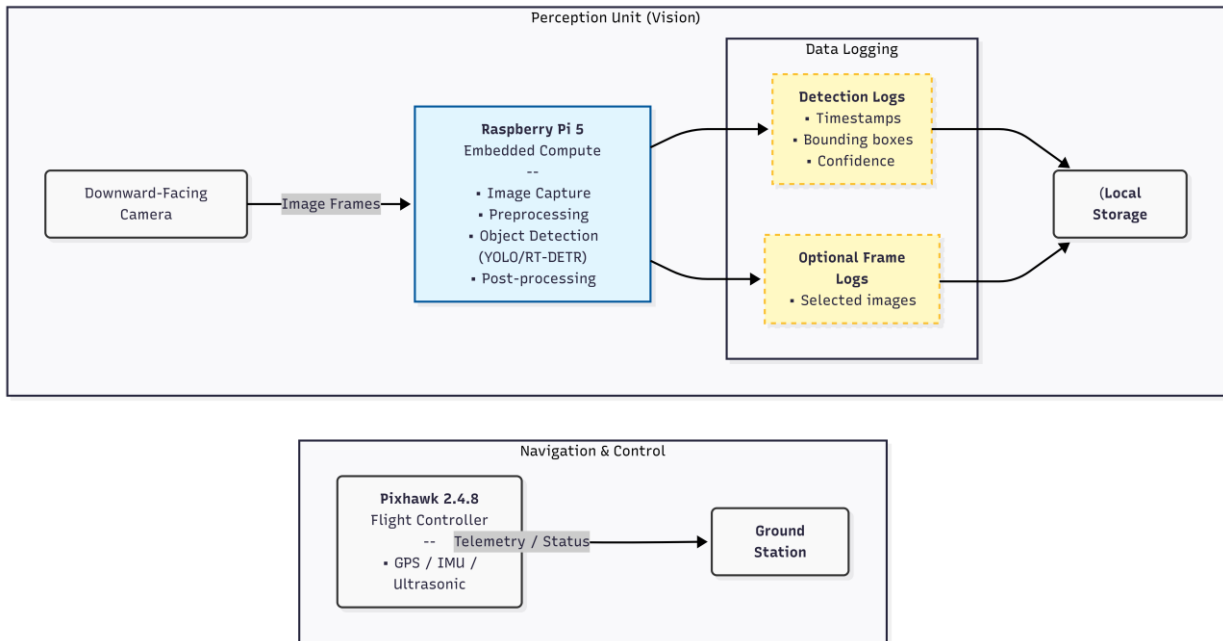 Perception Unit (Vision)
Data Logging
Downward-Facing
Camera
Image Frames
Raspberry Pi 5
Embedded Compute
--
▪ Image Capture
▪ Preprocessing
▪ Object Detection
(YOLO/RT-DETR)
▪ Post-processing
Detection Logs
▪ Timestamps
▪ Bounding boxes
▪ Confidence
Optional Frame
Logs
▪ Selected images
(Local
Storage
Navigation & Control
Pixhawk 2.4.8
Flight Controller
--
▪ GPS / IMU /
Ultrasonic
Telemetry / Status
Ground
Station